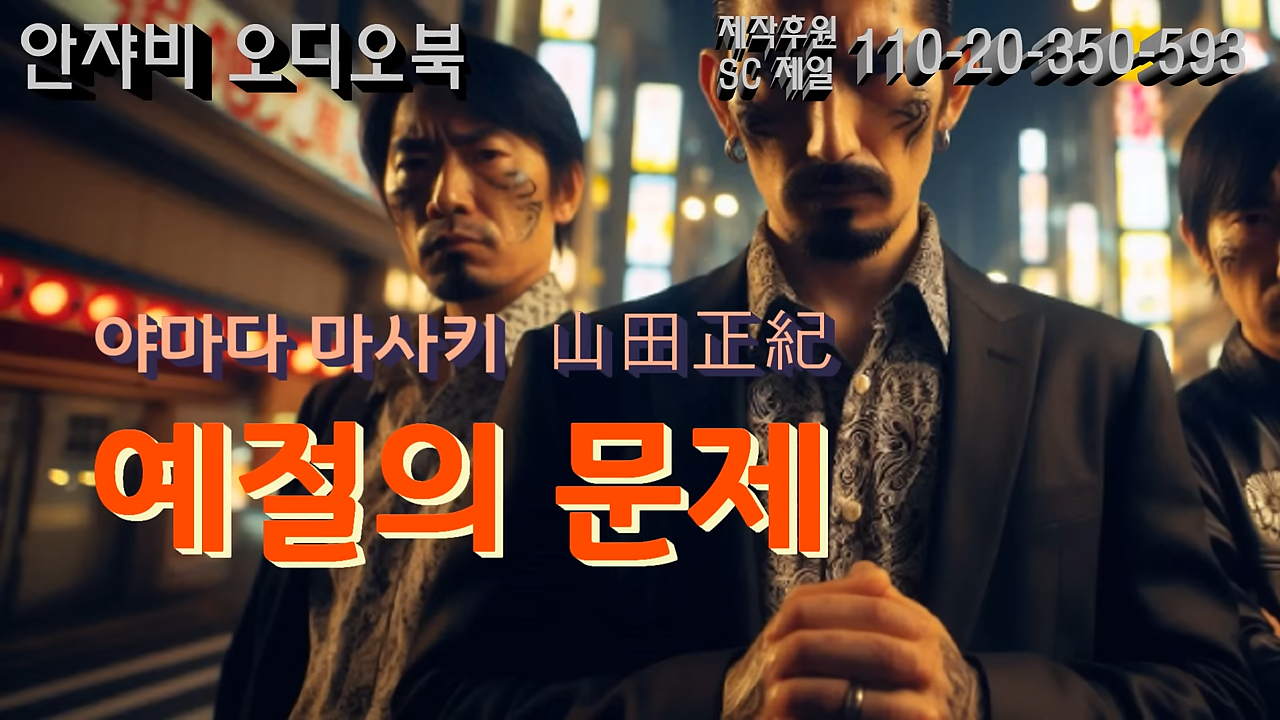 안쟈비 오디오북
제작후원
SC 제일
110-20-350-593
야마다 마사키 山田正紀
예절의 문제